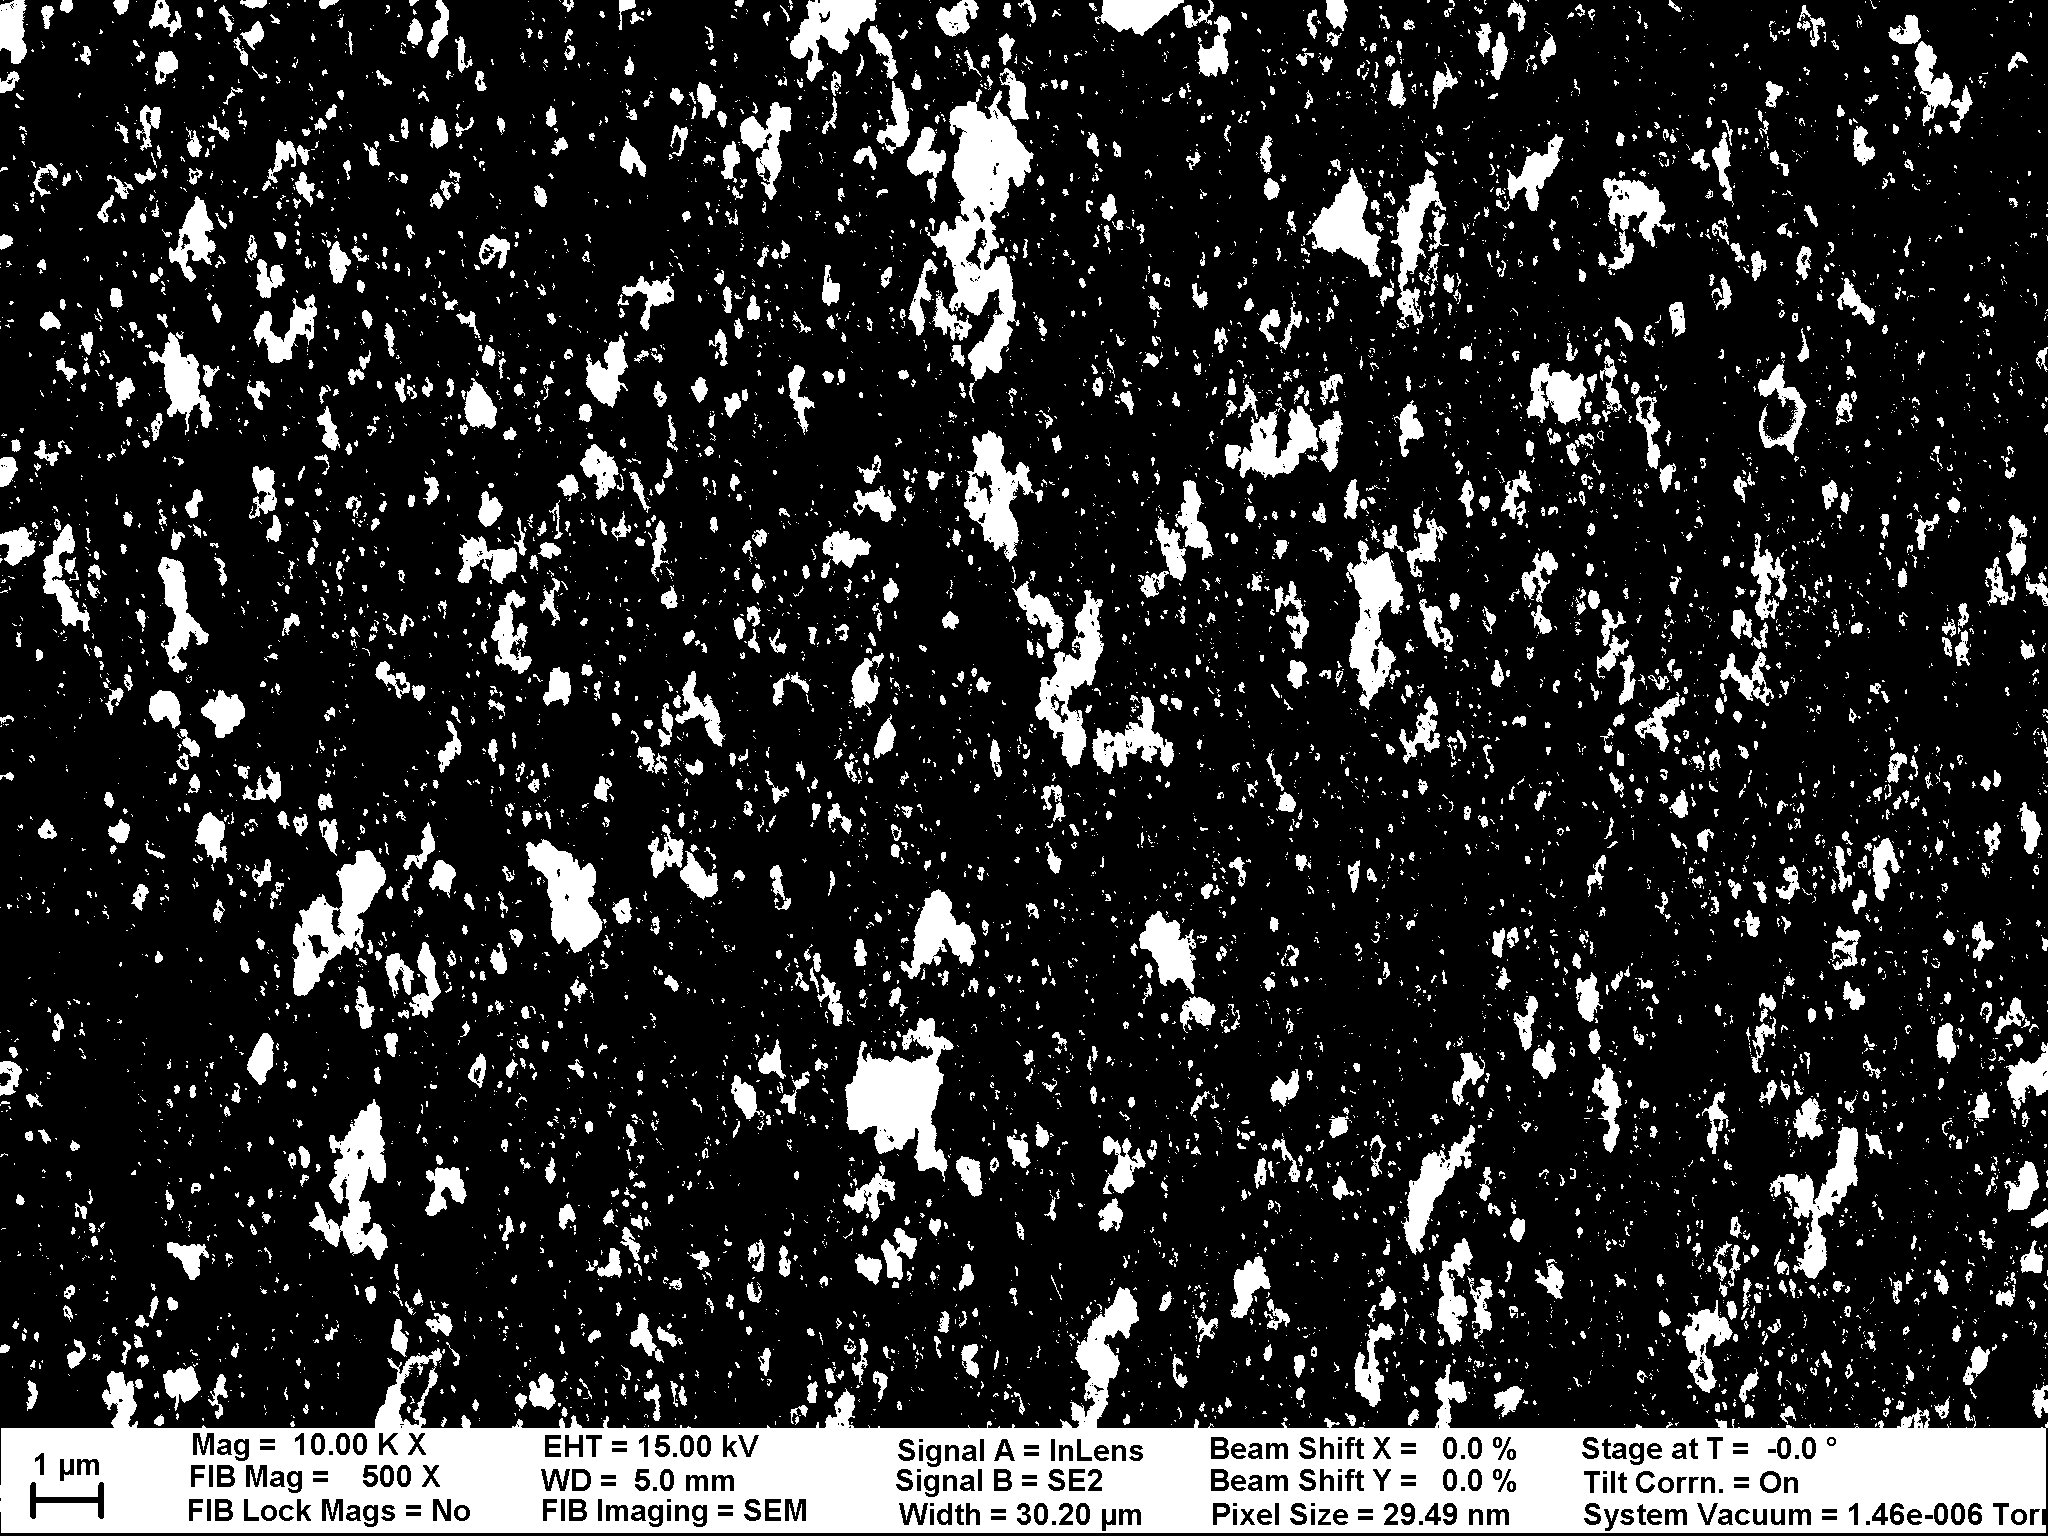 1 µm
Mag = 10.00 K X
FIB Mag = 500 X
FIB Lock Mags = No
EHT = 15.00 kV
WD = 5.0 mm
FIB Imaging = SEM
Signal A = InLens
Signal B = SE2
Width = 30.20 µm
Beam Shift X = 0.0 %
Beam Shift Y = 0.0 %
Pixel Size = 29.49 nm
Stage at T = -0.0 °
Tilt Corrn. = On
System Vacuum = 1.46e-006 Torr